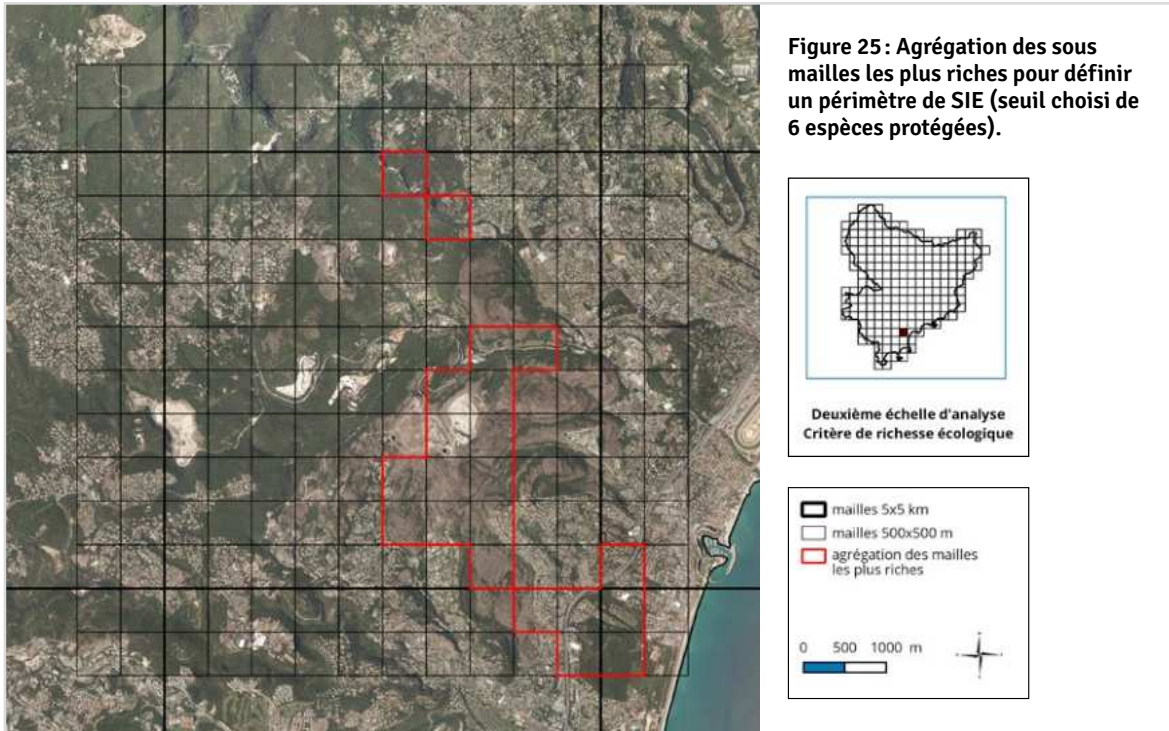 Figure 25 : Agrégation des sous
mailles les plus riches pour définir
un périmètre de SIE (seuil choisi de
6 espèces protégées).
Deuxième échelle d'analyse
Critère de richesse écologique
mailles 5x5 km
mailles 500x500 m
agrégation des mailles
les plus riches
0 500 1000 m